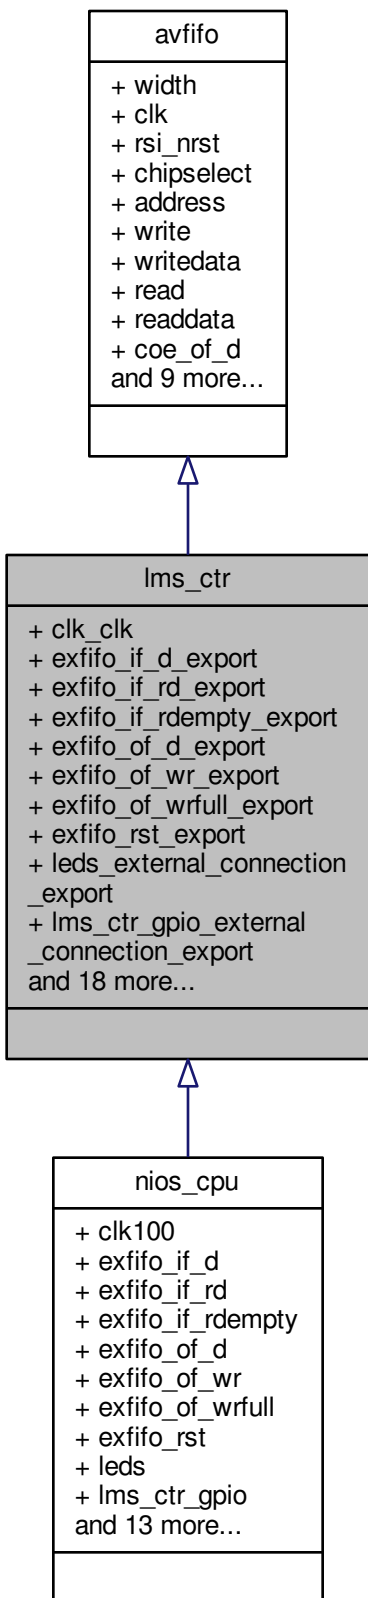 avfifo
+ width
+ clk
+ rsi_nrst
+ chipselect
+ address
+ write
+ writedata
+ read
+ readdata
+ coe_of_d
and 9 more...
lms_ctr
+ clk_clk
+ exfifo_if_d_export
+ exfifo_if_rd_export
+ exfifo_if_rdempty_export
+ exfifo_of_d_export
+ exfifo_of_wr_export
+ exfifo_of_wrfull_export
+ exfifo_rst_export
+ leds_external_connection
_export
+ lms_ctr_gpio_external
_connection_export
and 18 more...
nios_cpu
+ clk100
+ exfifo_if_d
+ exfifo_if_rd
+ exfifo_if_rdempty
+ exfifo_of_d
+ exfifo_of_wr
+ exfifo_of_wrfull
+ exfifo_rst
+ leds
+ lms_ctr_gpio
and 13 more...